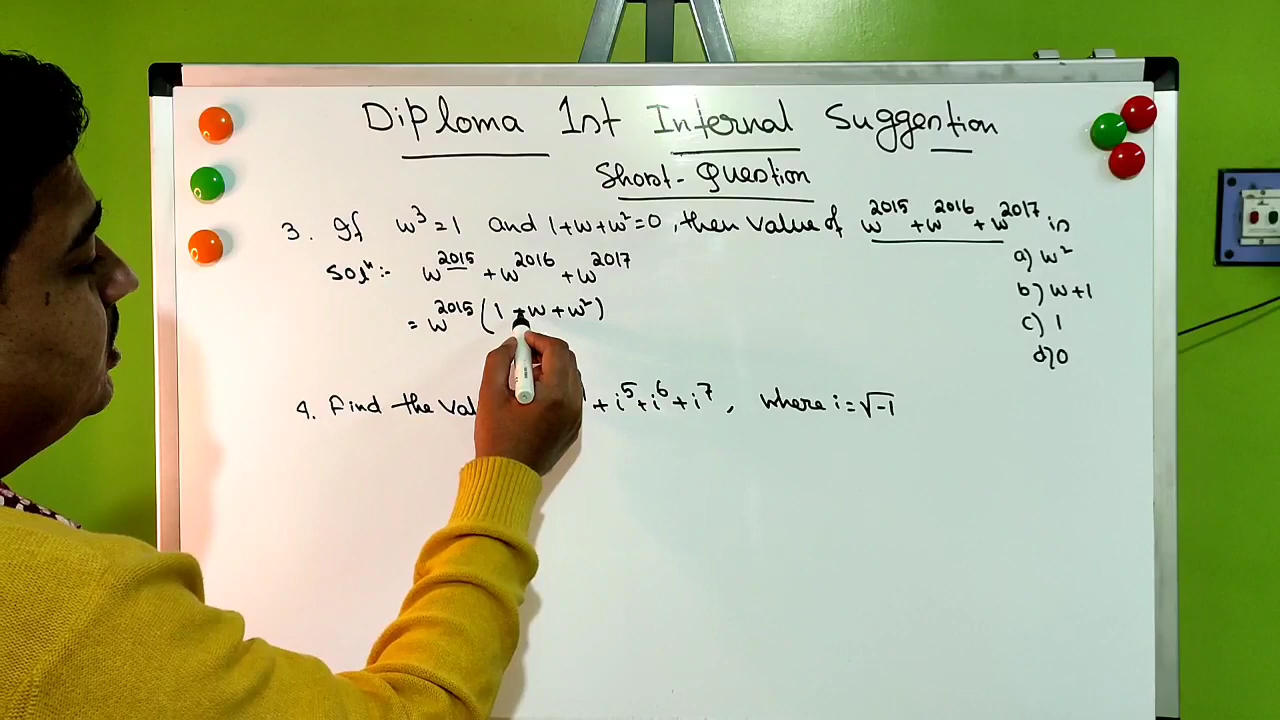 Diploma 1st Internal Suggestion
Short-Question
3. If w³=1 and 1+w+w²=0, then value of w²⁰¹⁵+w²⁰¹⁶+w²⁰¹⁷ is
a) w²
b) w+1
c) 1
d) 0
Solⁿ:- w²⁰¹⁵+w²⁰¹⁶+w²⁰¹⁷
= w²⁰¹⁵(1+w+w²)
4. Find the +i⁵+i⁶+i⁷, where i=√-1